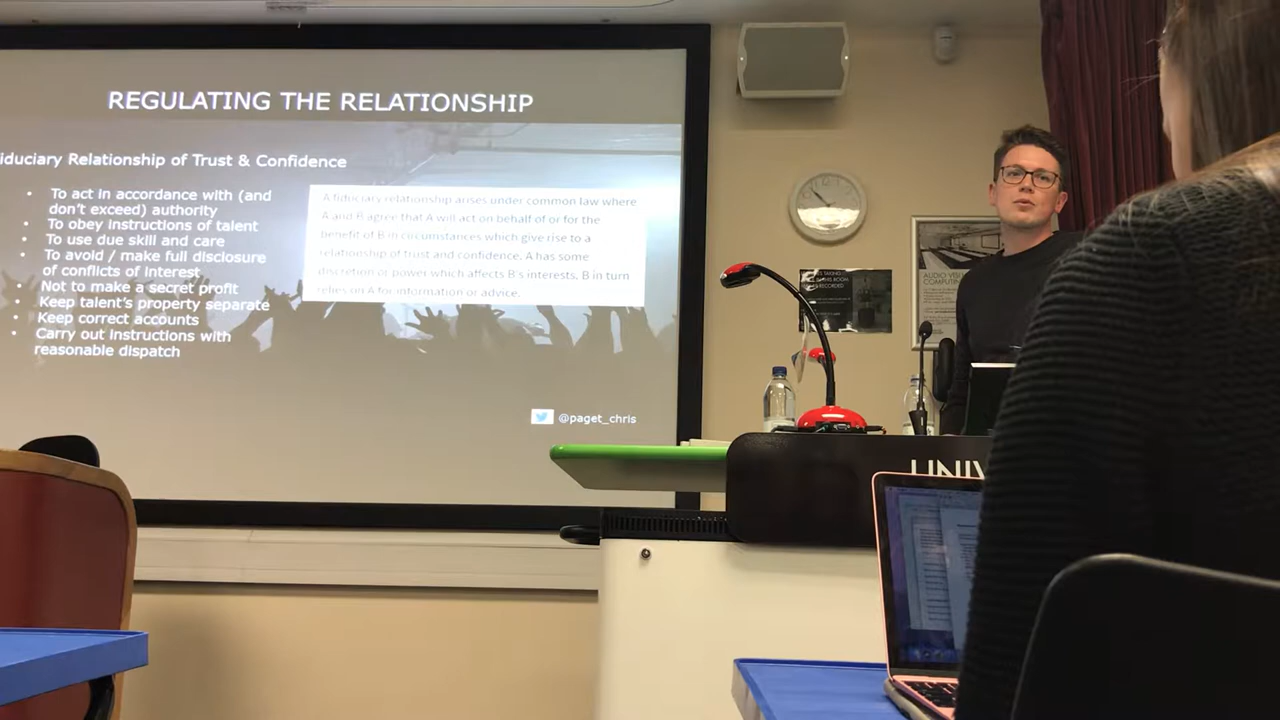 REGULATING THE RELATIONSHIP
iduciary Relationship of Trust & Confidence
• To act in accordance with (and
don't exceed) authority
• To obey instructions of talent
• To use due skill and care
• To avoid / make full disclosure
of conflicts of interest
• Not to make a secret profit
• Keep talent's property separate
• Keep correct accounts
• Carry out instructions with
reasonable dispatch
A fiduciary relationship arises under common law where
A and B agree that A will act on behalf of or for the
benefit of B in circumstances which give rise to a
relationship of trust and confidence. A has some
discretion or power which affects B's interests. B in turn
relies on A for information or advice.
@paget_chris
AUDIO VISU
COMPUTIN
UNIV